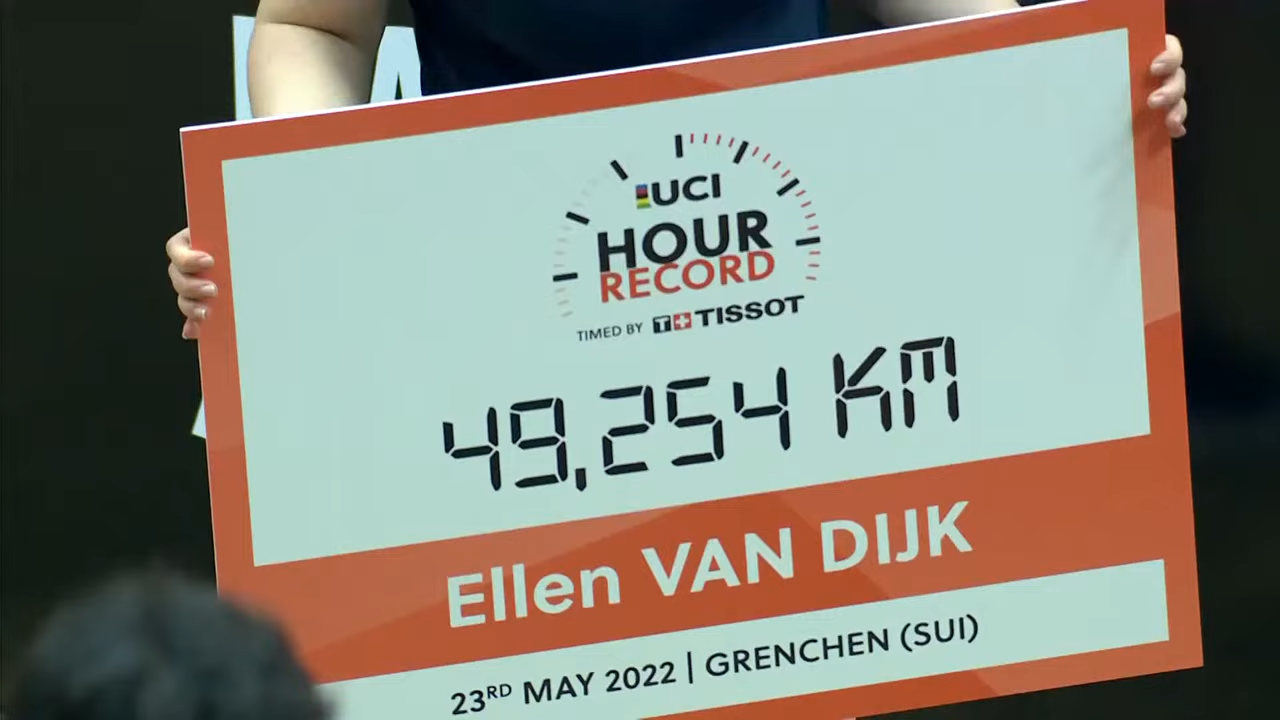 UCI
HOUR
RECORD
TIMED BY T+ TISSOT
49,254 KM
Ellen VAN DIJK
23RD MAY 2022 | GRENCHEN (SUI)